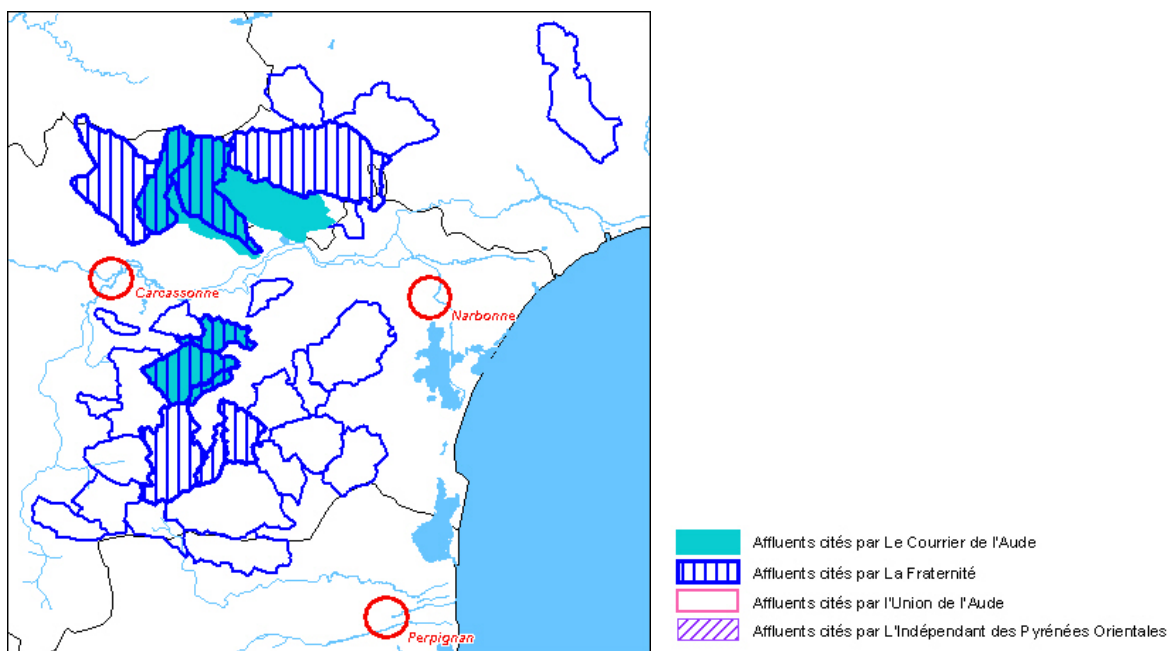 Carcassonne
Narbonne
Perpignan
Affluents cités par Le Courrier de l'Aude
Affluents cités par La Fraternité
Affluents cités par l'Union de l'Aude
Affluents cités par L'Indépendant des Pyrénées Orientales